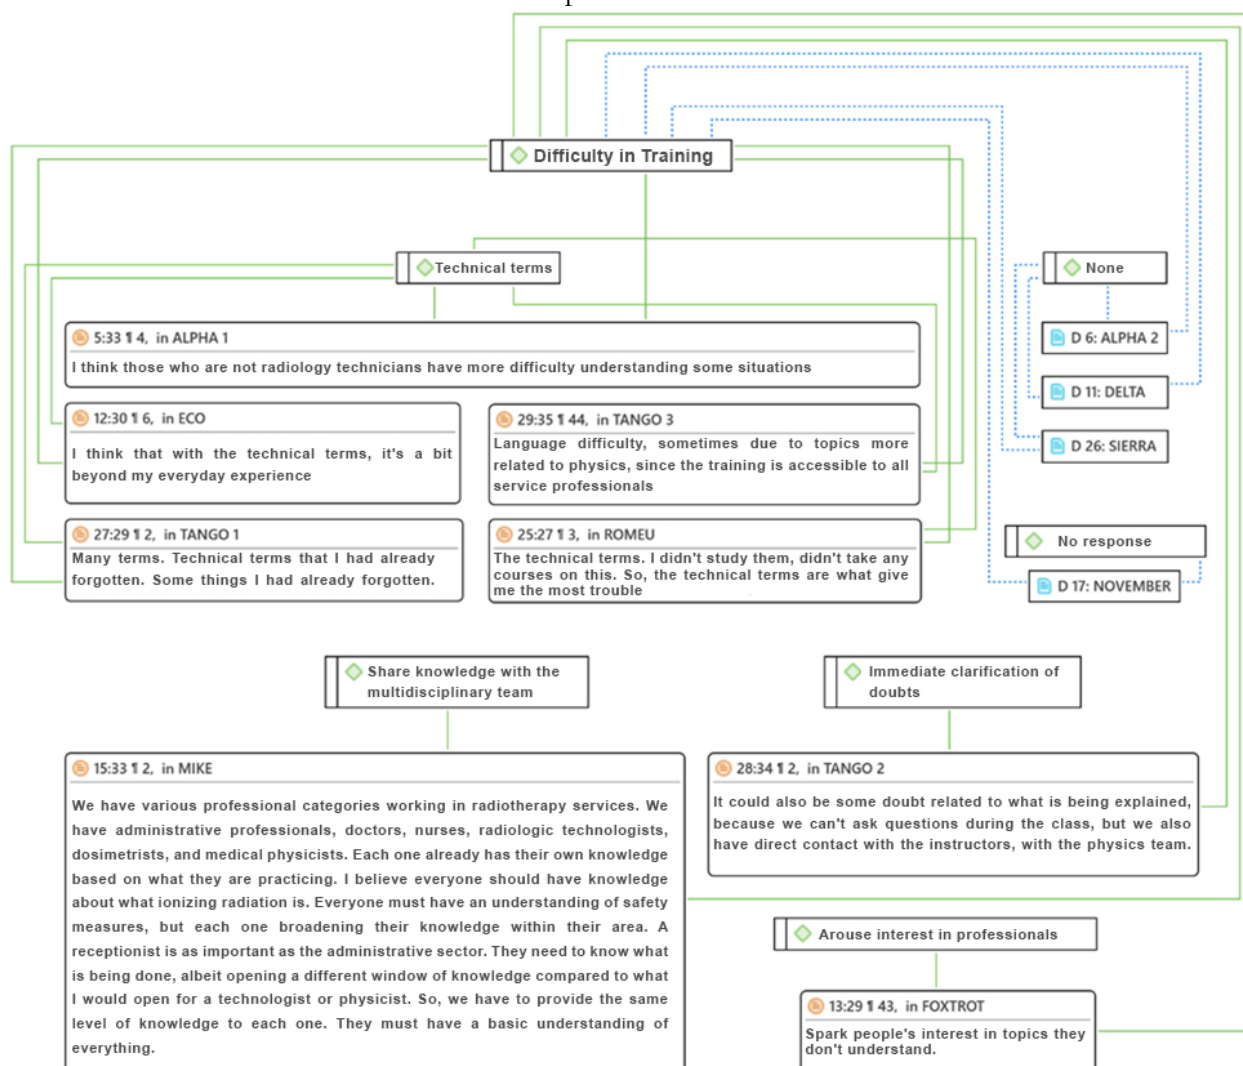 Difficulty in Training
Technical terms
None
5:33 ¶ 4, in ALPHA 1
I think those who are not radiology technicians have more difficulty understanding some situations
D 6: ALPHA 2
D 11: DELTA
D 26: SIERRA
12:30 ¶ 6, in ECO
I think that with the technical terms, it's a bit
beyond my everyday experience
29:35 ¶ 44, in TANGO 3
Language difficulty, sometimes due to topics more
related to physics, since the training is accessible to all
service professionals
27:29 ¶ 2, in TANGO 1
Many terms. Technical terms that I had already
forgotten. Some things I had already forgotten.
25:27 ¶ 3, in ROMEU
The technical terms. I didn't study them, didn't take any
courses on this. So, the technical terms are what give
me the most trouble
No response
D 17: NOVEMBER
Share knowledge with the
multidisciplinary team
Immediate clarification of
doubts
15:33 ¶ 2, in MIKE
We have various professional categories working in radiotherapy services. We
have administrative professionals, doctors, nurses, radiologic technologists,
dosimetrists, and medical physicists. Each one already has their own knowledge
based on what they are practicing. I believe everyone should have knowledge
about what ionizing radiation is. Everyone must have an understanding of safety
measures, but each one broadening their knowledge within their area. A
receptionist is as important as the administrative sector. They need to know what
is being done, albeit opening a different window of knowledge compared to what
I would open for a technologist or physicist. So, we have to provide the same
level of knowledge to each one. They must have a basic understanding of
everything.
28:34 ¶ 2, in TANGO 2
It could also be some doubt related to what is being explained,
because we can't ask questions during the class, but we also
have direct contact with the instructors, with the physics team.
Arouse interest in professionals
13:29 ¶ 43, in FOXTROT
Spark people's interest in topics they
don't understand.